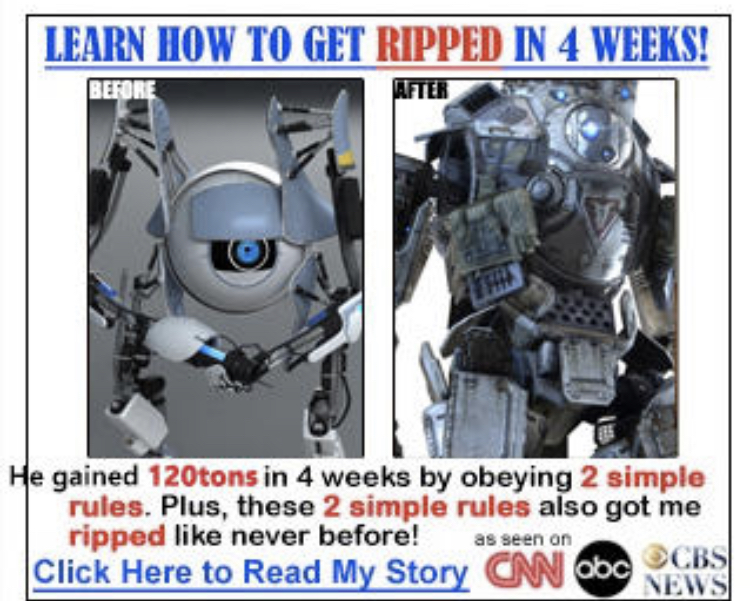 LEARN HOW TO GET RIPPED IN 4 WEEKS!
BEFORE
AFTER
He gained 120tons in 4 weeks by obeying 2 simple
rules. Plus, these 2 simple rules also got me
ripped like never before!
as seen on
Click Here to Read My Story
CNN
abc
CBS
NEWS